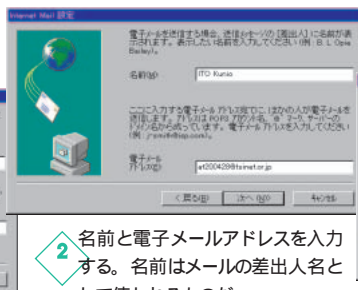 Internet Mail 設定
電子メールを送信する場合、送信メッセージの [差出人] に名前が表
示されます。表示したい名前を入力してください (例: B. L. Opie
Bailey)。
名前(M)
ITO Kunio
ここに入力する電子メール アドレス宛てに、ほかの人が電子メールを
送信します。アドレスは POP3 アカウント名、"@" マーク、サーバーの
ドメイン名から成っています。電子メール アドレスを入力してください
電子メール
アドレス(E)
< 戻る(B)
次へ(N) >
キャンセル
2
名前と電子メールアドレスを入力
する。名前はメールの差出人名と